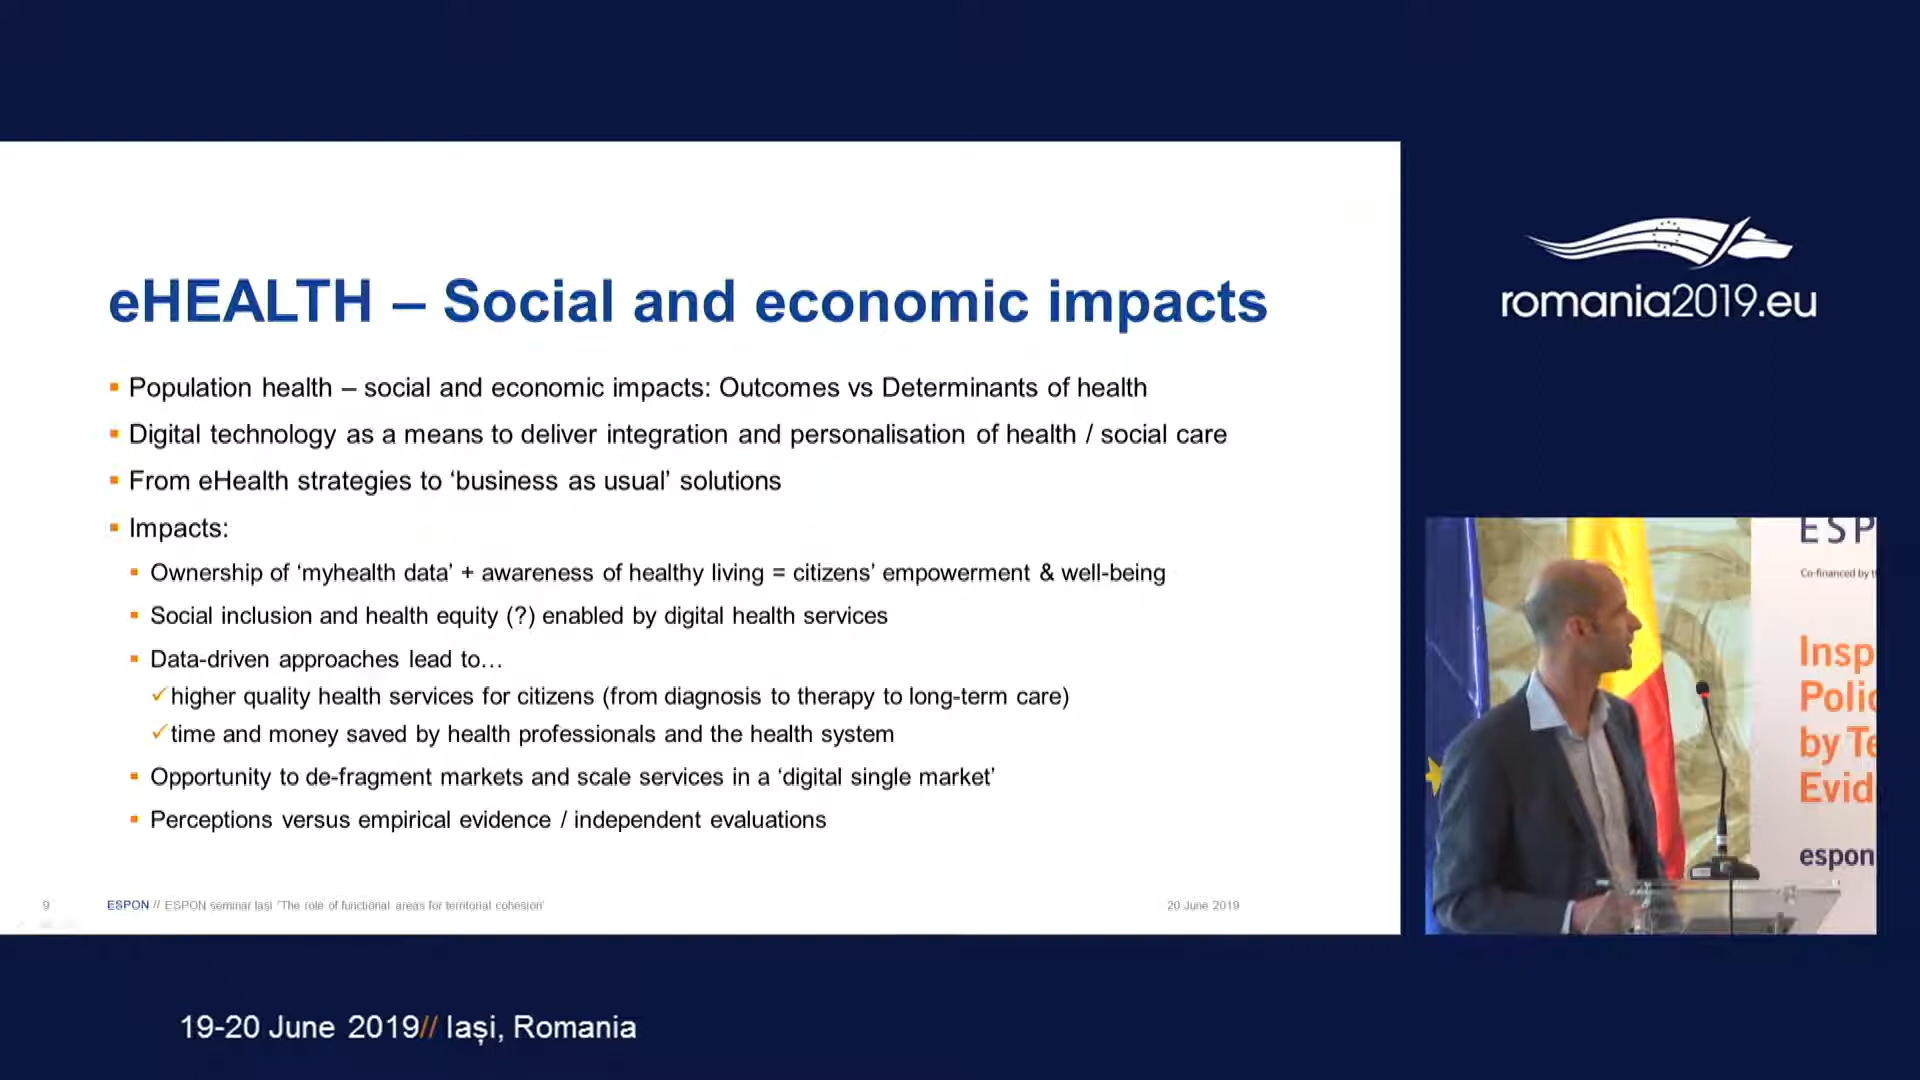 eHEALTH – Social and economic impacts
Population health – social and economic impacts: Outcomes vs Determinants of health
Digital technology as a means to deliver integration and personalisation of health / social care
From eHealth strategies to ‘business as usual’ solutions
Impacts:
Ownership of ‘myhealth data’ + awareness of healthy living = citizens’ empowerment & well-being
Social inclusion and health equity (?) enabled by digital health services
Data-driven approaches lead to…
higher quality health services for citizens (from diagnosis to therapy to long-term care)
time and money saved by health professionals and the health system
Opportunity to de-fragment markets and scale services in a ‘digital single market’
Perceptions versus empirical evidence / independent evaluations
9 ESPON // ESPON seminar Iași ‘The role of functional areas for territorial cohesion’ 20 June 2019
romania2019.eu
ESP
Co-financed by t
Insp
Polic
by Te
Evid
espon
19-20 June 2019// Iași, Romania